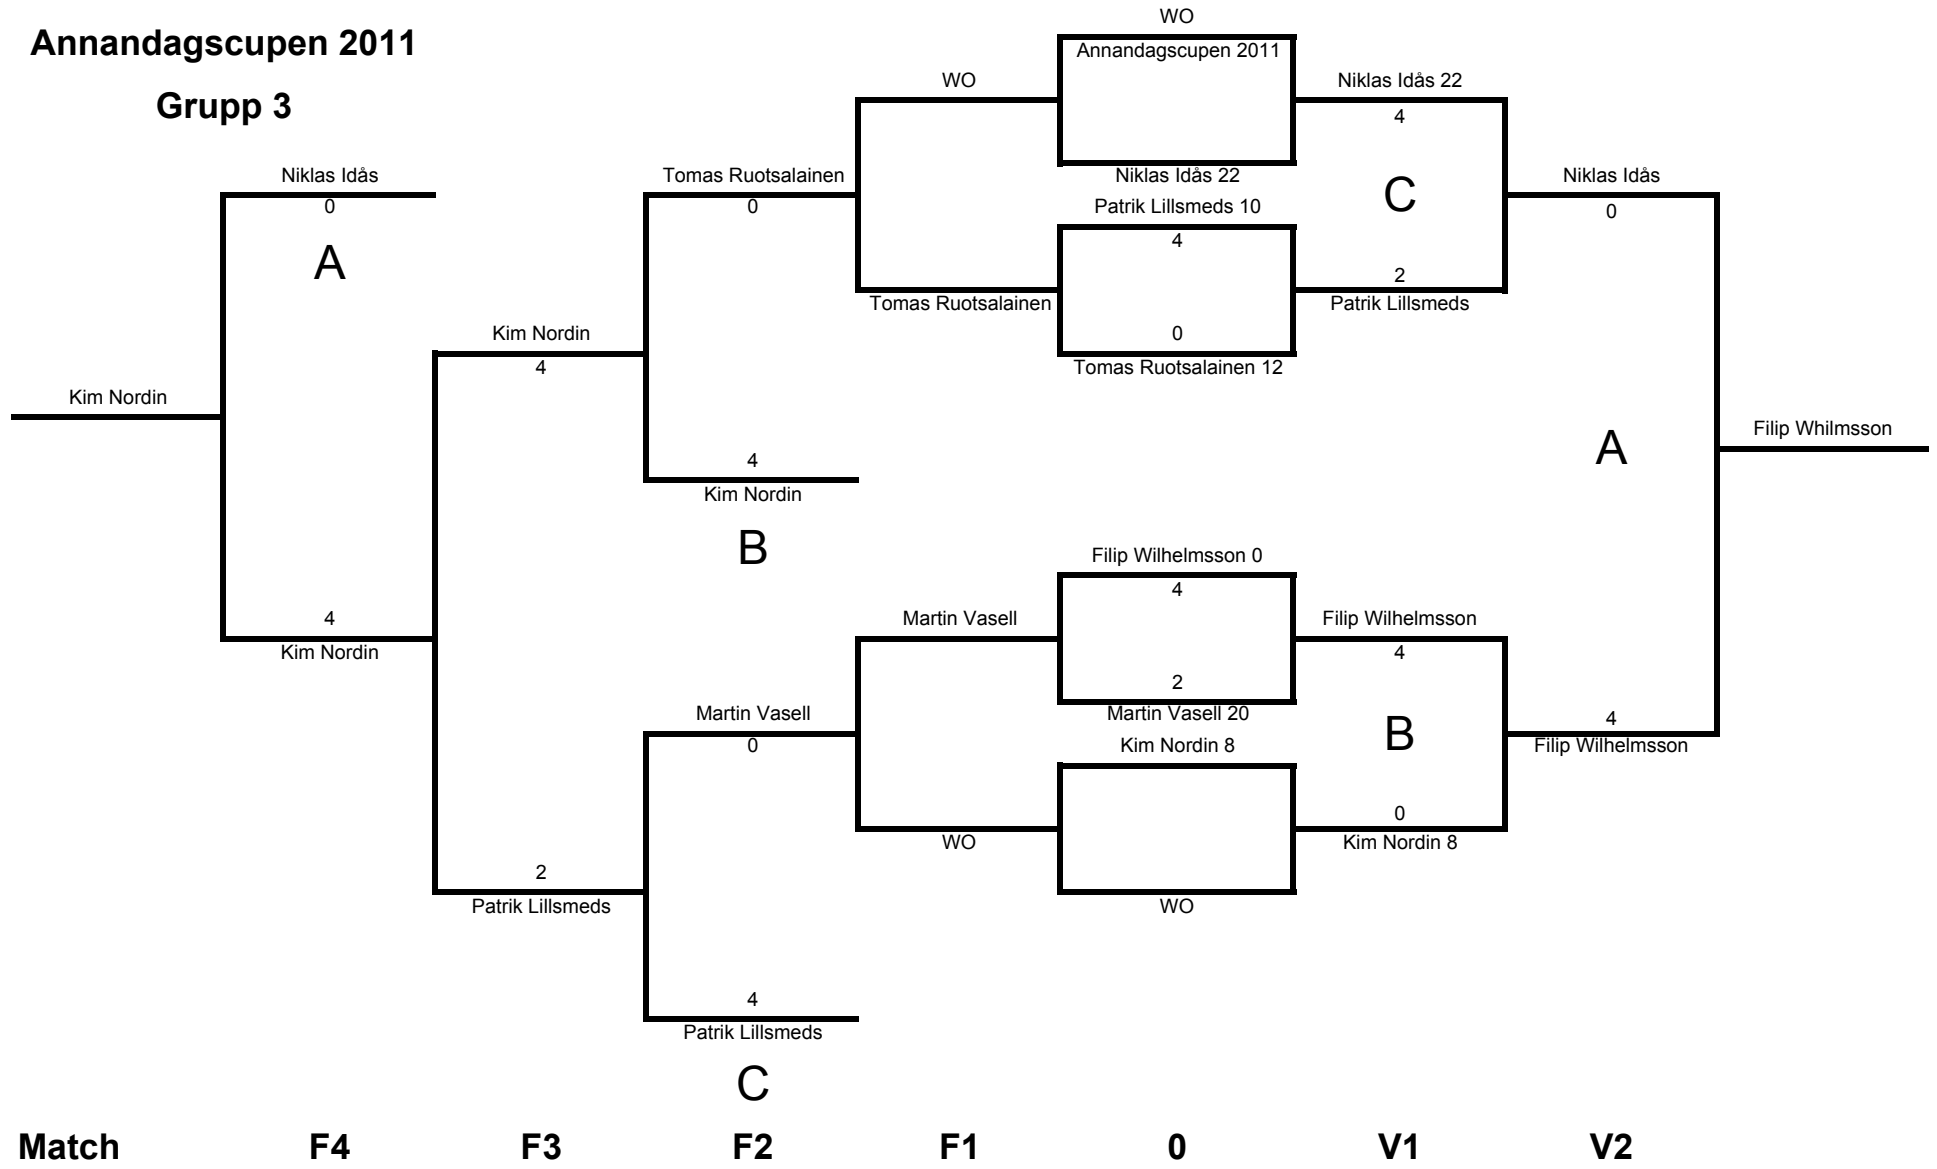 WO
Annandagscupen 2011
Annandagscupen 2011
WO
Niklas Idås 22
Grupp 3
4
Niklas Idås
Tomas Ruotsalainen
Niklas Idås 22
Niklas Idås
0
0
Patrik Lillsmeds 10
C
0
A
4
2
Tomas Ruotsalainen
Patrik Lillsmeds
Kim Nordin
0
4
Tomas Ruotsalainen 12
Kim Nordin
Filip Whilmsson
A
4
Kim Nordin
B
Filip Wilhelmsson 0
4
4
Martin Vasell
Filip Wilhelmsson
Kim Nordin
4
2
Martin Vasell
Martin Vasell 20
B
4
0
Kim Nordin 8
Filip Wilhelmsson
0
WO
Kim Nordin 8
2
Patrik Lillsmeds
WO
4
Patrik Lillsmeds
C
Match F4 F3 F2 F1 0 V1 V2